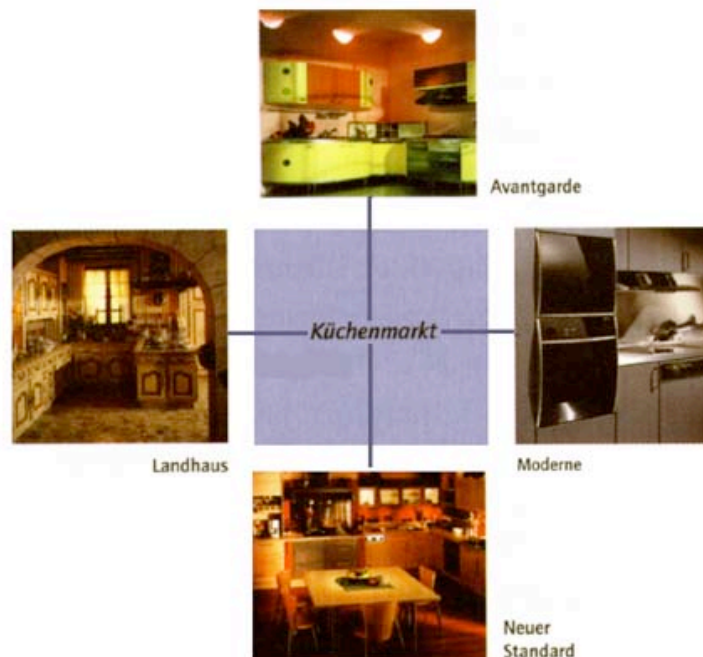 Avantgarde
Küchenmarkt
Landhaus
Moderne
Neuer
Standard